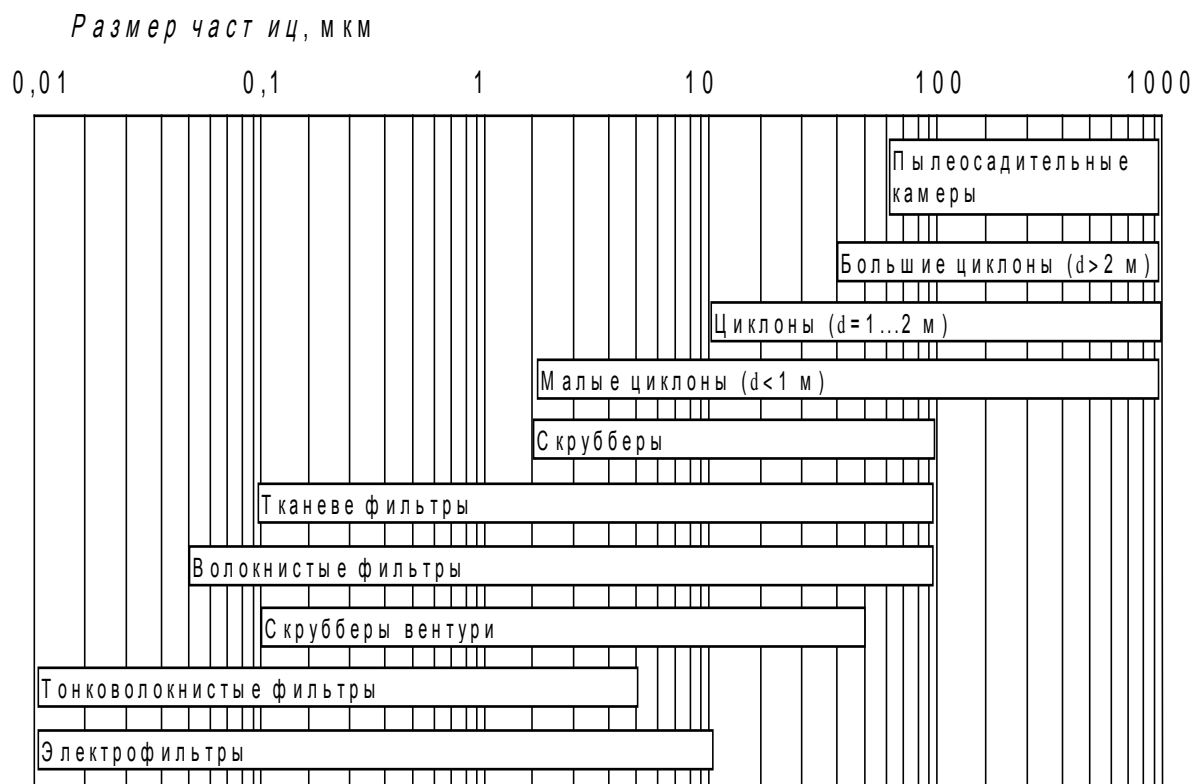 Размер частиц, мкм
0,01 0,1 1 10 100 1000
Пылеосадительные
камеры
Большие циклоны (d>2 м)
Циклоны (d=1...2 м)
Малые циклоны (d<1 м)
Скрубберы
Тканеве фильтры
Волокнистые фильтры
Скрубберы вентури
Тонковолокнистые фильтры
Электрофильтры